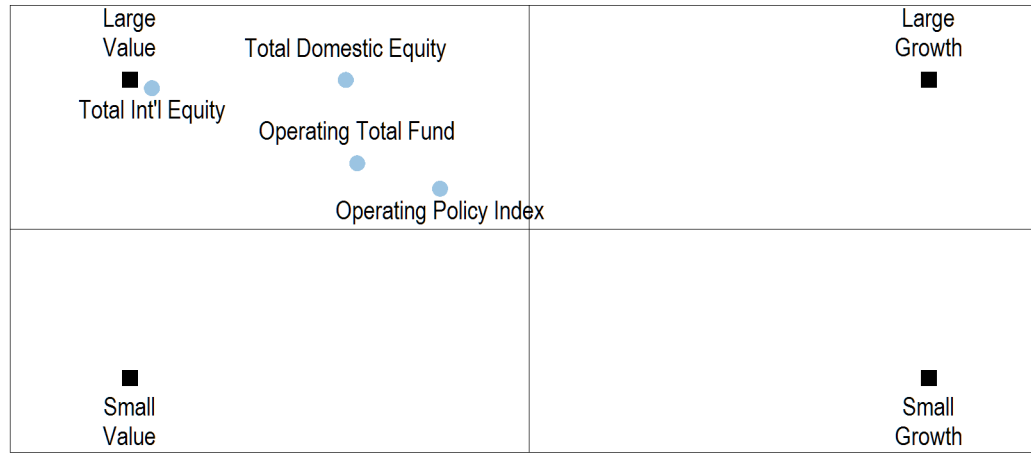 Large
Value
Total Domestic Equity
Large
Growth
Total Int'l Equity
Operating Total Fund
Operating Policy Index
Small
Value
Small
Growth